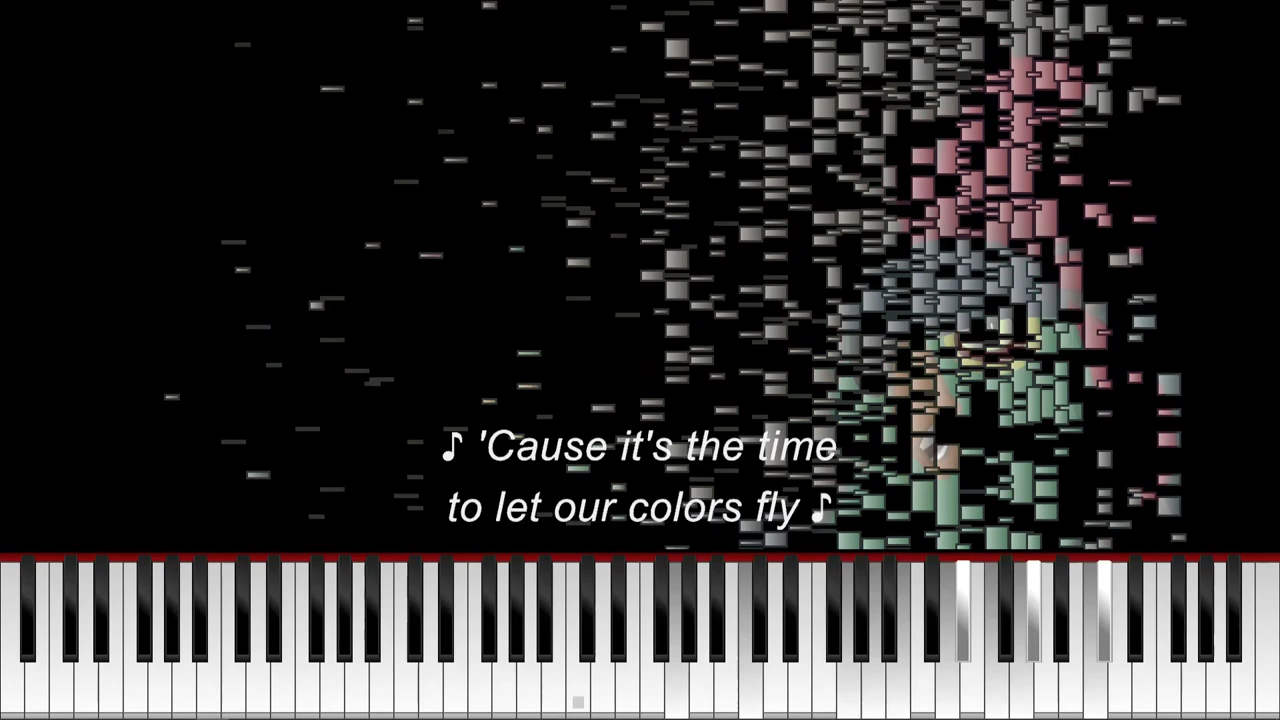 ♪ 'Cause it's the time
to let our colors fly ♪